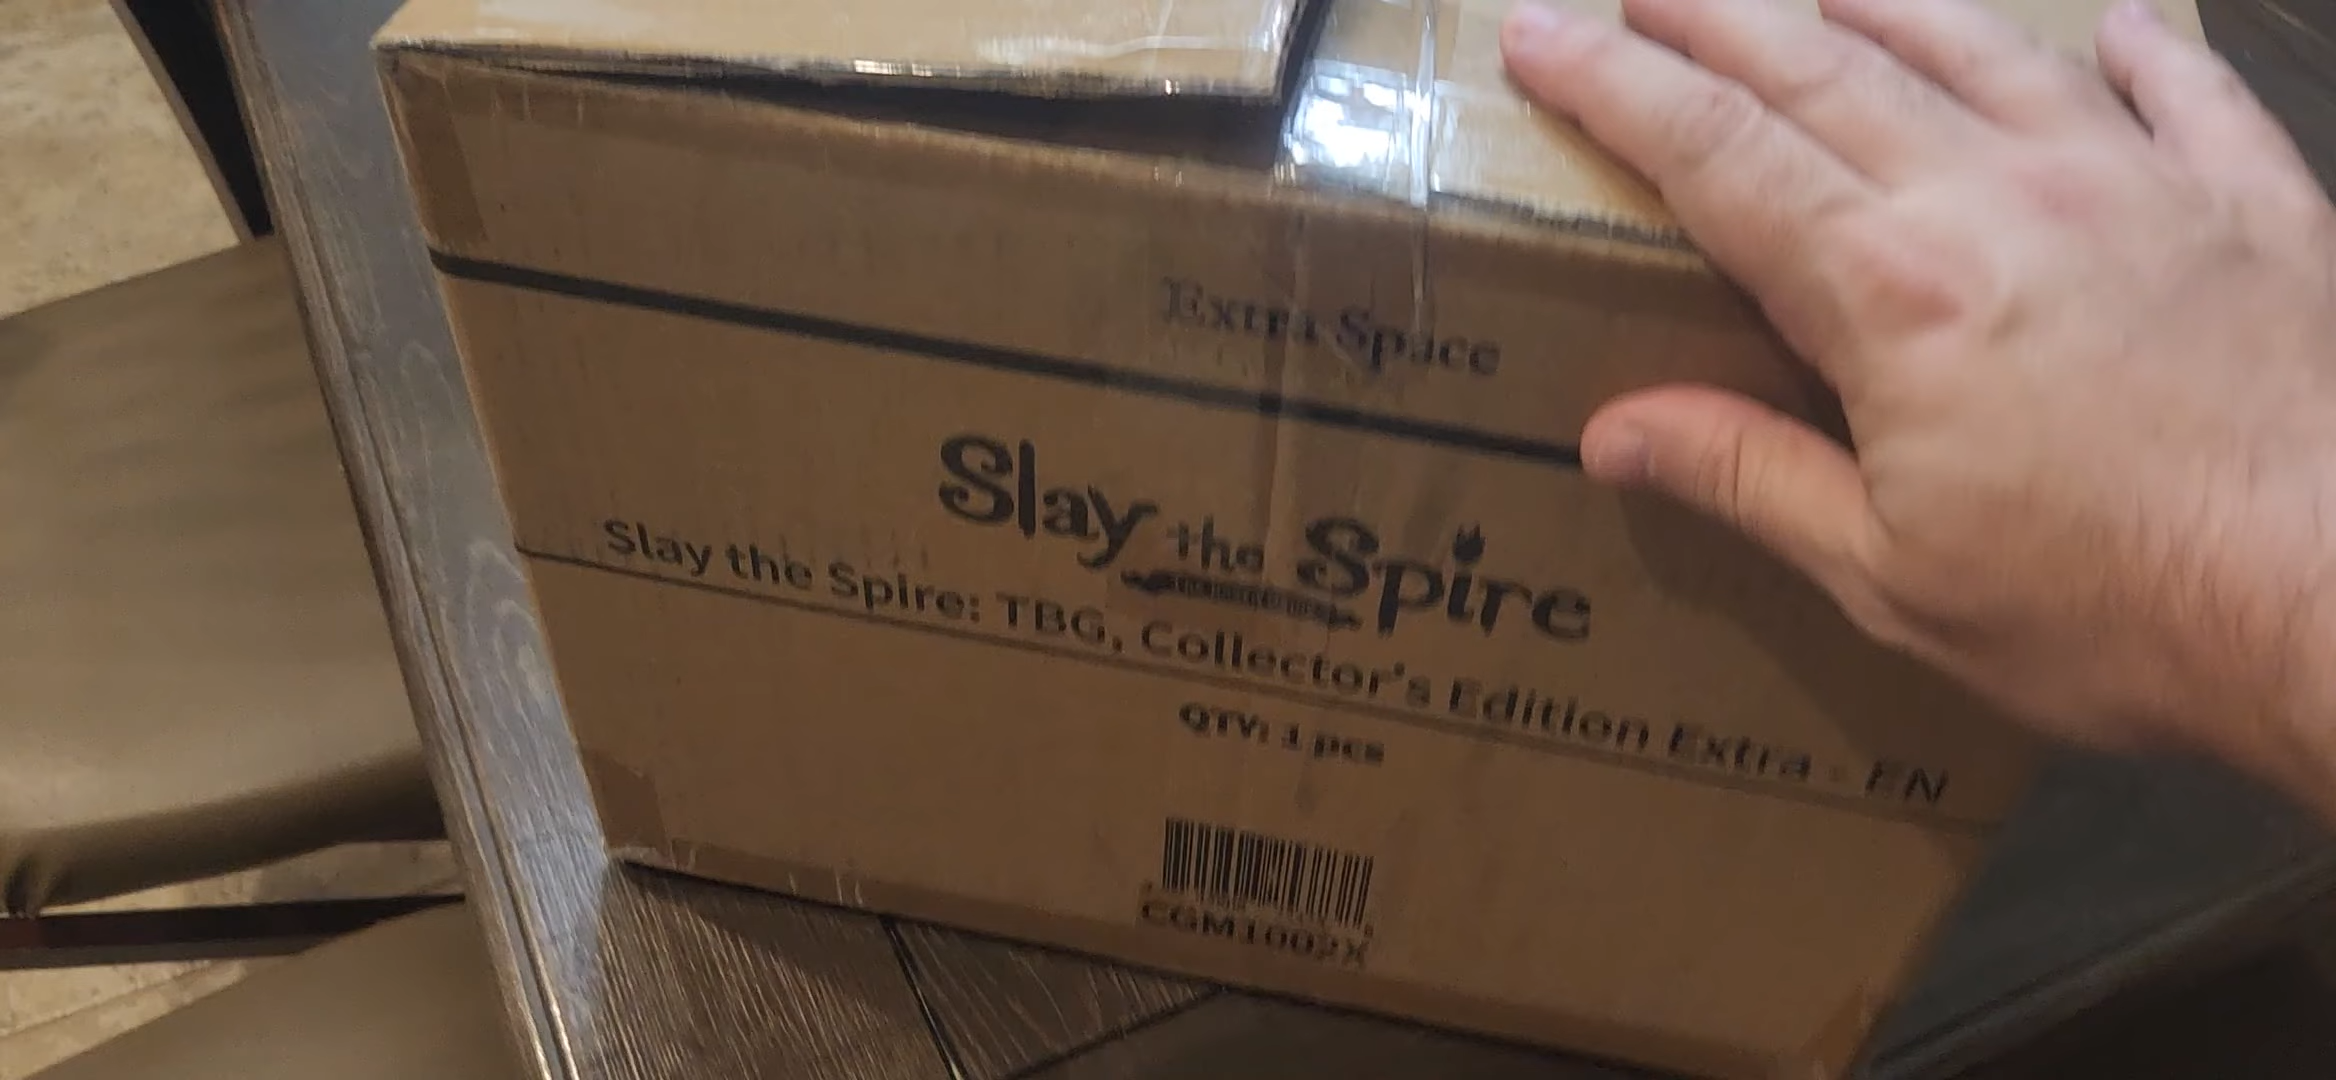 Extra Space
Slay the Spire
Slay the Spire: TBG, Collector's Edition Extra - EN
QTY: 1 pcs
CGM1002X